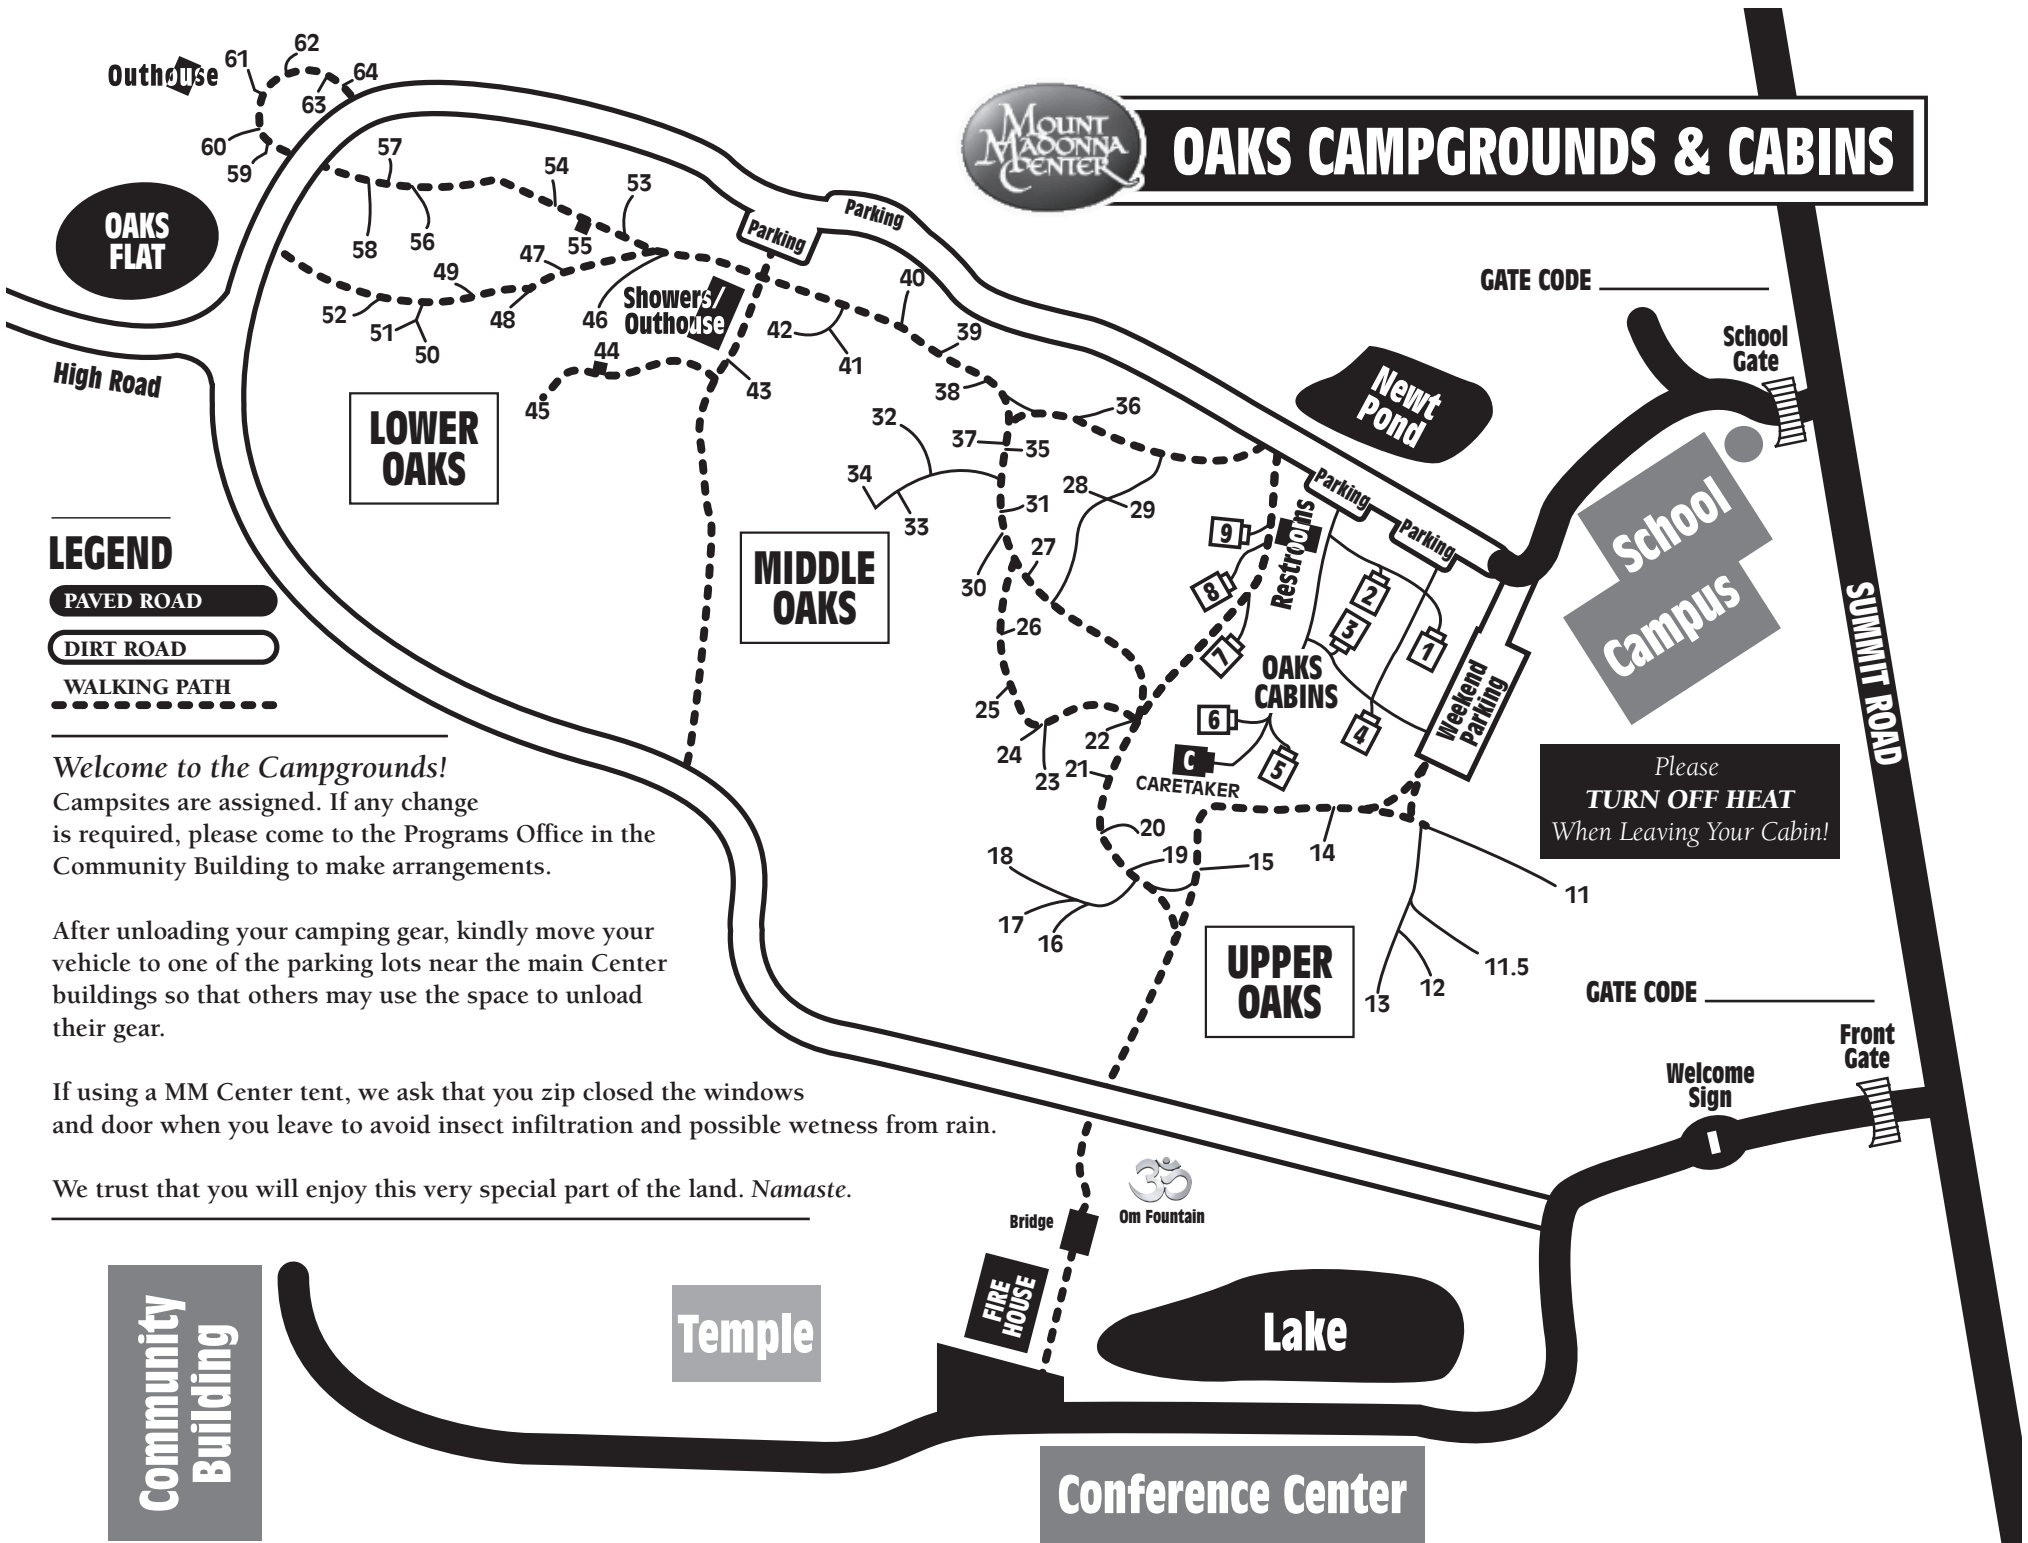 MOUNT
MADONNA
CENTER
OAKS CAMPGROUNDS & CABINS
Outhouse
61
62
64
63
60
59
57
54
53
58
56
55
OAKS
FLAT
47
49
52
51
50
48
46
Showers/
Outhouse
44
45
43
Parking
Parking
40
42
41
39
38
36
37
35
32
34
33
31
28
29
30
27
26
25
24
23
22
21
20
19
18
17
16
15
14
13
12
11.5
11
High Road
LOWER
OAKS
MIDDLE
OAKS
UPPER
OAKS
Parking
Parking
Restrooms
9
8
7
2
3
1
6
5
4
OAKS
CABINS
C
CARETAKER
Weekend
Parking
Newt
Pond
GATE CODE
School
Gate
School
Campus
SUMMIT ROAD
Please
TURN OFF HEAT
When Leaving Your Cabin!
GATE CODE
Front
Gate
Welcome
Sign
LEGEND
PAVED ROAD
DIRT ROAD
WALKING PATH
Welcome to the Campgrounds!
Campsites are assigned. If any change
is required, please come to the Programs Office in the
Community Building to make arrangements.
After unloading your camping gear, kindly move your
vehicle to one of the parking lots near the main Center
buildings so that others may use the space to unload
their gear.
If using a MM Center tent, we ask that you zip closed the windows
and door when you leave to avoid insect infiltration and possible wetness from rain.
We trust that you will enjoy this very special part of the land. Namaste.
ॐ
Om Fountain
Bridge
FIRE
HOUSE
Lake
Temple
Community
Building
Conference Center